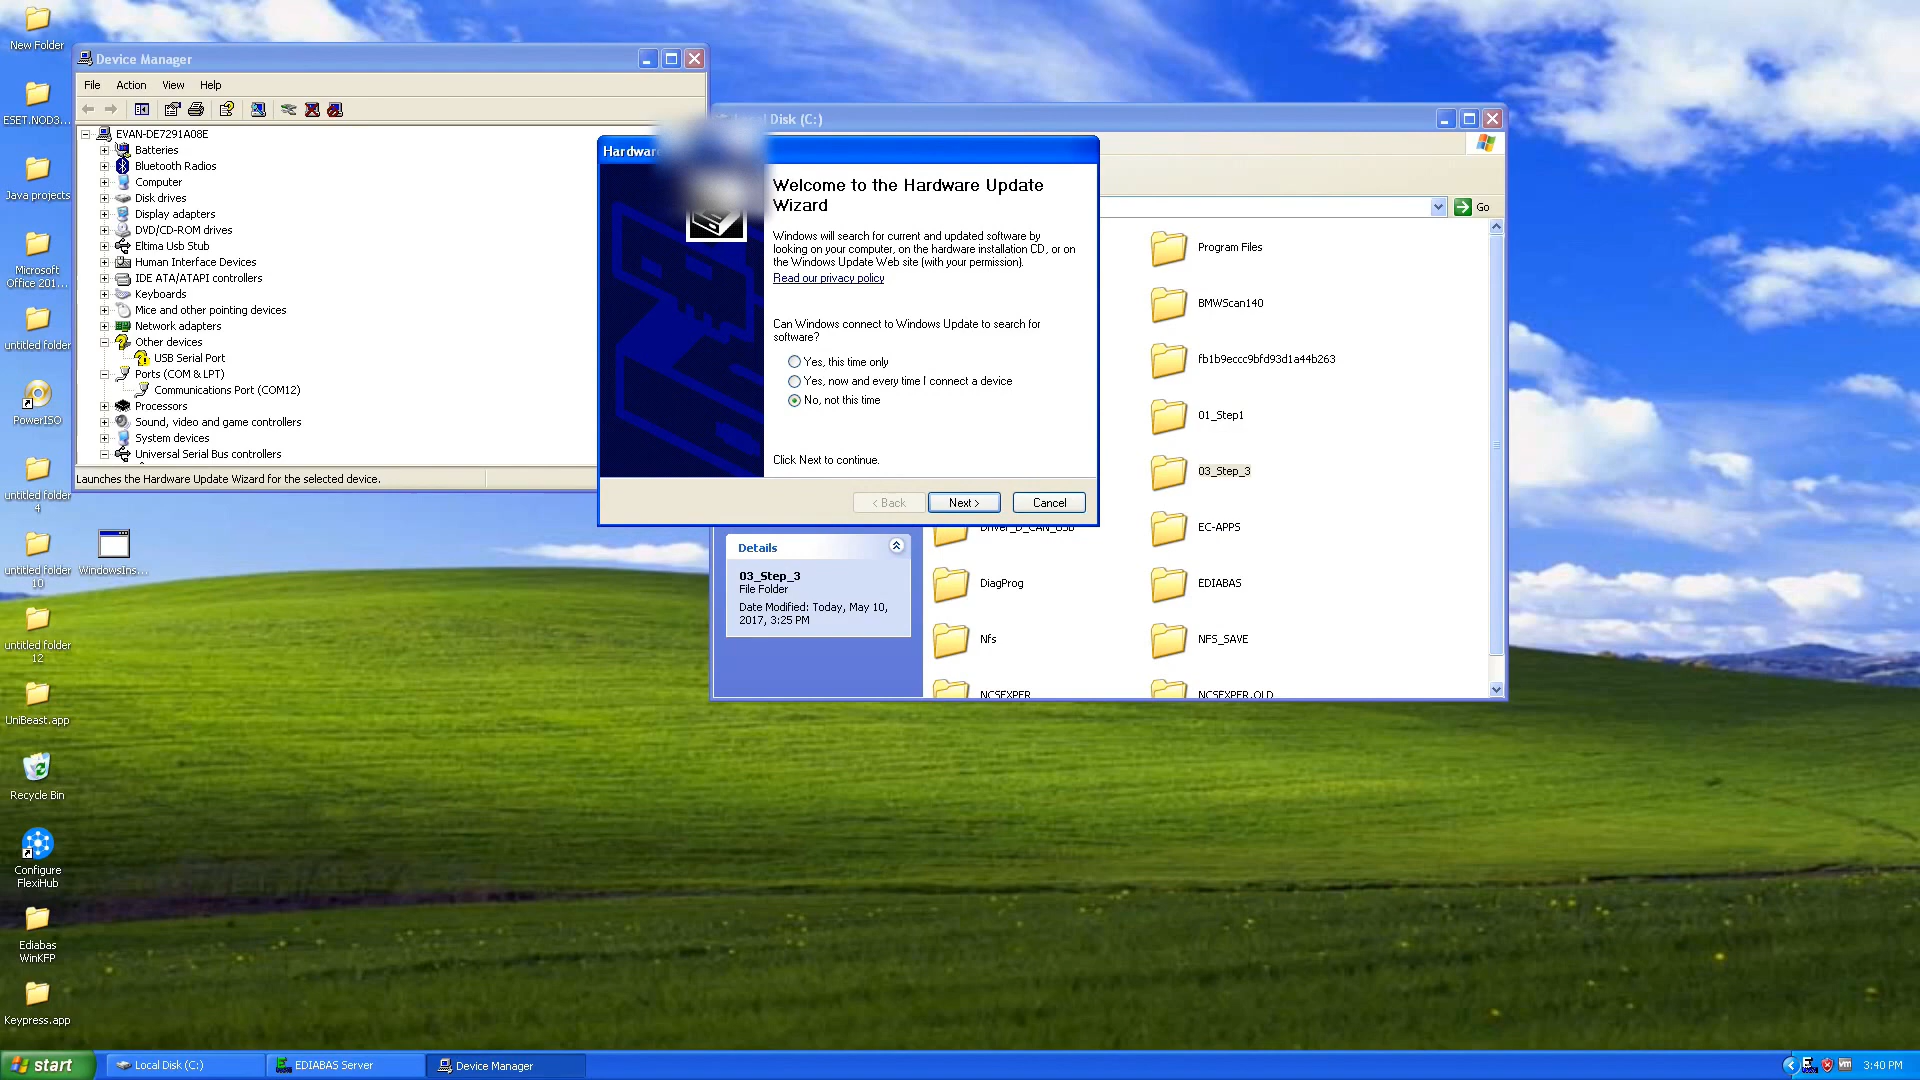 New Folder
ESET.NOD3...
Java projects
Microsoft
Office 201...
untitled folder
PowerISO
untitled folder
4
untitled folder
10
WindowsIns...
untitled folder
12
UniBeast.app
Recycle Bin
Configure
FlexiHub
Ediabas
WinKFP
Keypress.app
Device Manager
File Action View Help
EVAN-DE7291A08E
Batteries
Bluetooth Radios
Computer
Disk drives
Display adapters
DVD/CD-ROM drives
Eltima Usb Stub
Human Interface Devices
IDE ATA/ATAPI controllers
Keyboards
Mice and other pointing devices
Network adapters
Other devices
USB Serial Port
Ports (COM & LPT)
Communications Port (COM12)
Processors
Sound, video and game controllers
System devices
Universal Serial Bus controllers
Launches the Hardware Update Wizard for the selected device.
Disk (C:)
Go
Hardware
Welcome to the Hardware Update
Wizard
Windows will search for current and updated software by
looking on your computer, on the hardware installation CD, or on
the Windows Update Web site (with your permission).
Read our privacy policy
Can Windows connect to Windows Update to search for
software?
Yes, this time only
Yes, now and every time I connect a device
No, not this time
Click Next to continue.
< Back Next > Cancel
Program Files
BMWScan140
fb1b9eccc9bfd93d1a44b263
01_Step1
03_Step_3
Driver_D_CAN_USB
EC-APPS
DiagProg
EDIABAS
Nfs
NFS_SAVE
NCSEXPER
NCSEXPER.OLD
Details
03_Step_3
File Folder
Date Modified: Today, May 10,
2017, 3:25 PM
start
Local Disk (C:)
EDIABAS Server
Device Manager
3:40 PM